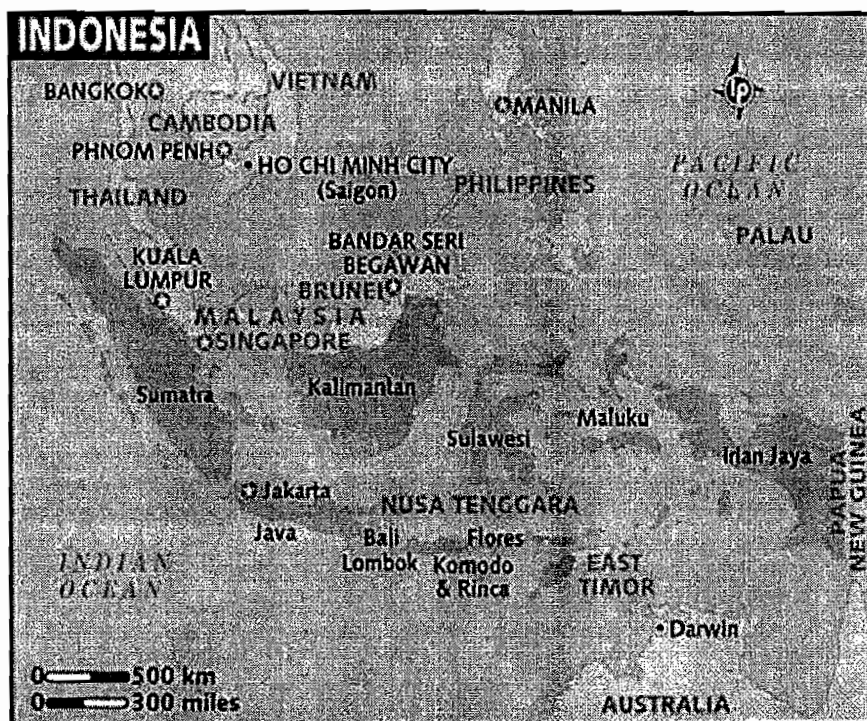 INDONESIA
VIETNAM
BANGKOK
MANILA
CAMBODIA
PHNOM PENH
HO CHI MINH CITY
(Saigon)
PACIFIC
OCEAN
PHILIPPINES
THAILAND
PALAU
BANDAR SERI
BEGAWAN
KUALA
LUMPUR
BRUNEI
MALAYSIA
SINGAPORE
Sumatra
Kalimantan
Maluku
Sulawesi
Irian Jaya
PAPUA
NEW GUINEA
Jakarta
NUSA TENGGARA
Java
Bali
Flores
Lombok
Komodo
& Rinca
EAST
TIMOR
INDIAN
OCEAN
Darwin
0 500 km
0 300 miles
AUSTRALIA
lp